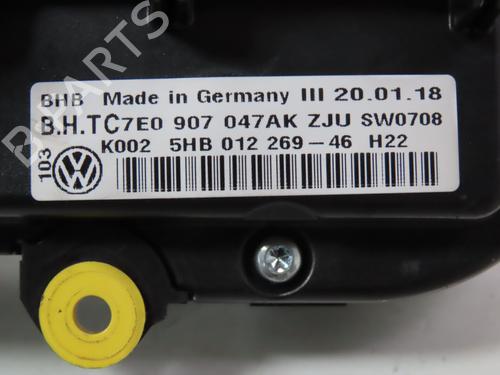 BHB Made in Germany III 20.01.18
B.H.TC7E0 907 047AK ZJU SW0708
K002 5HB 012 269-46 H22
103
B-PARTS